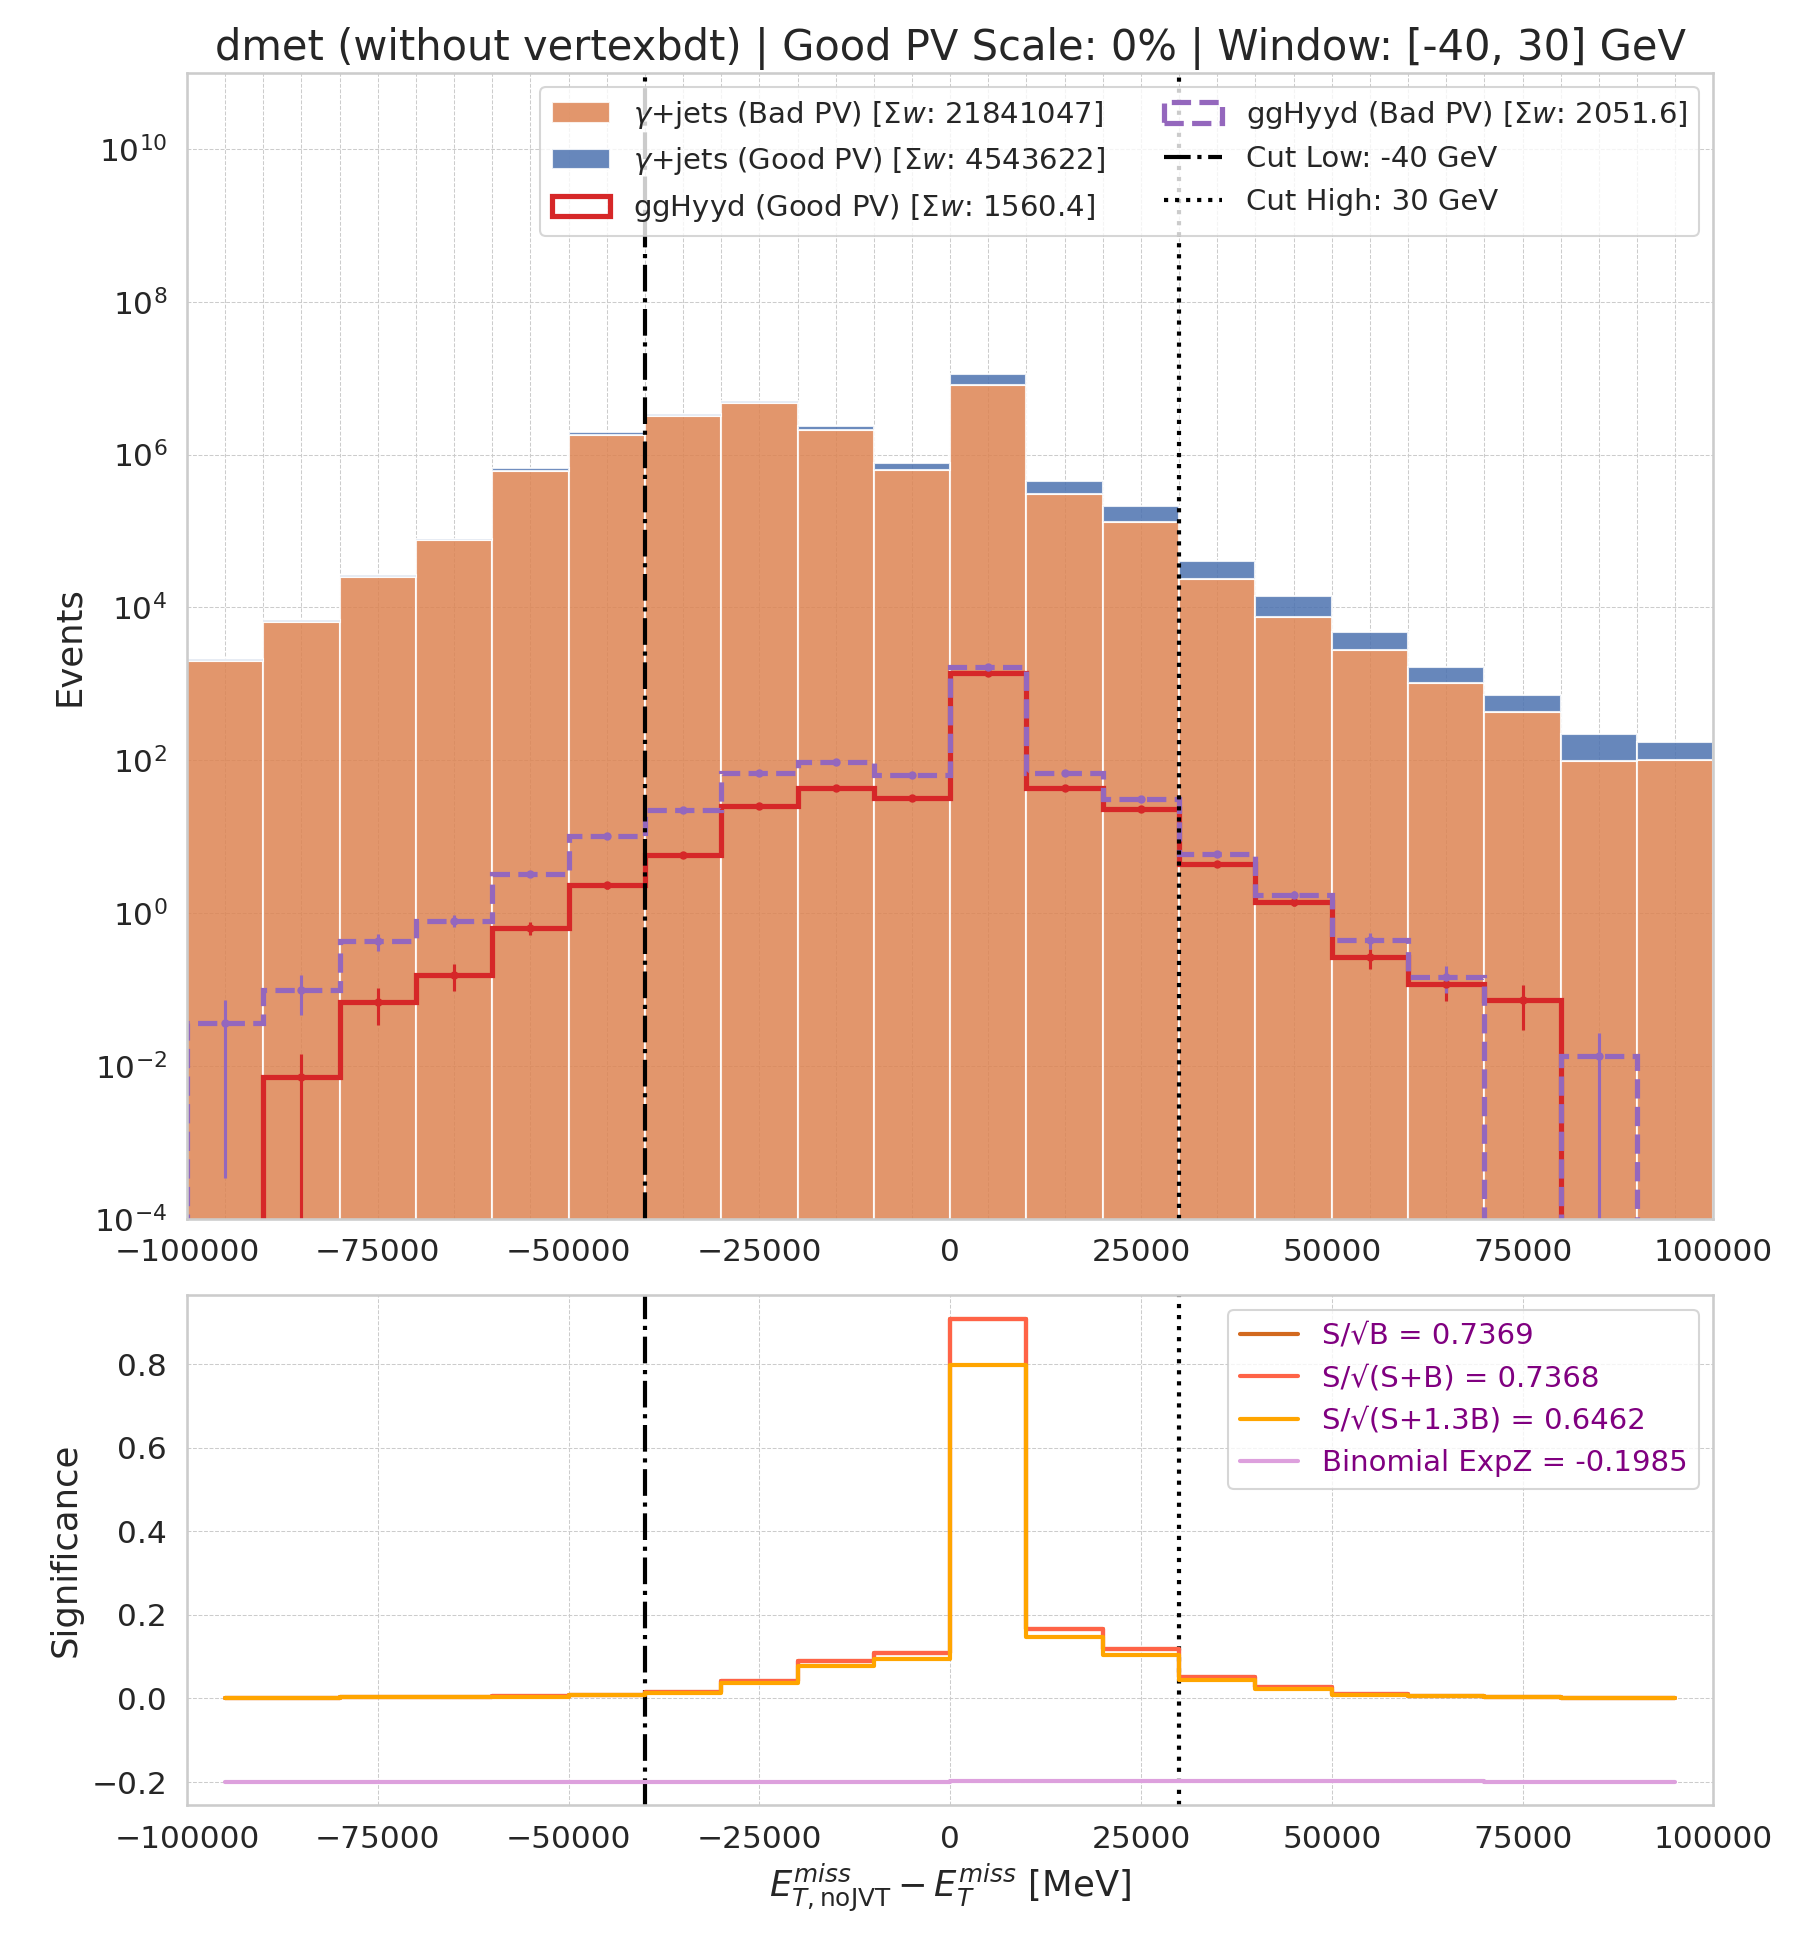 dmet (without vertexbdt) | Good PV Scale: 0% | Window: [-40, 30] GeV
γ+jets (Bad PV) [Σw: 21841047]
γ+jets (Good PV) [Σw: 4543622]
ggHyyd (Good PV) [Σw: 1560.4]
ggHyyd (Bad PV) [Σw: 2051.6]
Cut Low: -40 GeV
Cut High: 30 GeV
Events
10^10
10^8
10^6
10^4
10^2
10^0
10^−2
10^−4
−100000 −75000 −50000 −25000 0 25000 50000 75000 100000
S/√B = 0.7369
S/√(S+B) = 0.7368
S/√(S+1.3B) = 0.6462
Binomial ExpZ = -0.1985
Significance
0.8
0.6
0.4
0.2
0.0
−0.2
−100000 −75000 −50000 −25000 0 25000 50000 75000 100000
E_{T,noJVT}^{miss} − E_T^{miss} [MeV]